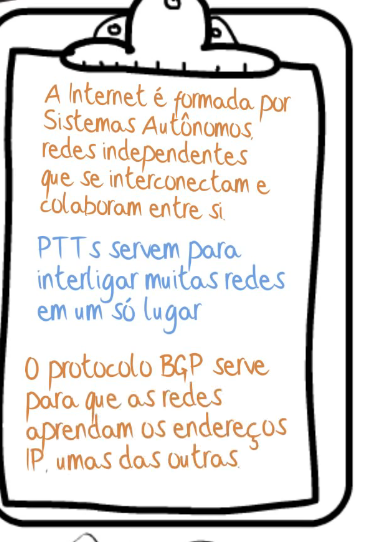 A Internet é formada por
Sistemas Autônomos,
redes independentes
que se interconectam e
colaboram entre si.
PTTs servem para
interligar muitas redes
em um só lugar
O protocolo BGP serve
para que as redes
aprendam os endereços
IP, umas das outras.